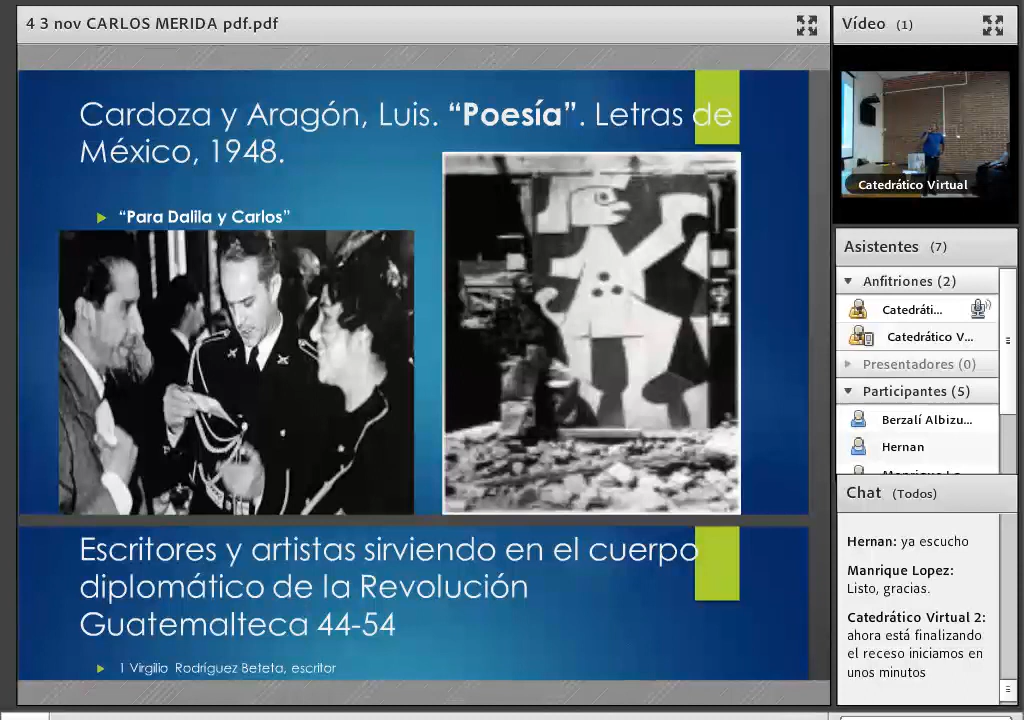 4 3 nov CARLOS MERIDA pdf.pdf
Cardoza y Aragón, Luis. “Poesía”. Letras de
México, 1948.
“Para Dalila y Carlos”
Escritores y artistas sirviendo en el cuerpo
diplomático de la Revolución
Guatemalteca 44-54
1 Virgilio Rodríguez Beteta, escritor
Vídeo (1)
Catedrático Virtual
Asistentes (7)
Anfitriones (2)
Catedráti...
Catedrático V...
Presentadores (0)
Participantes (5)
Berzalí Albizu...
Hernan
Chat (Todos)
Hernan: ya escucho
Manrique Lopez:
Listo, gracias.
Catedrático Virtual 2:
ahora está finalizando
el receso iniciamos en
unos minutos